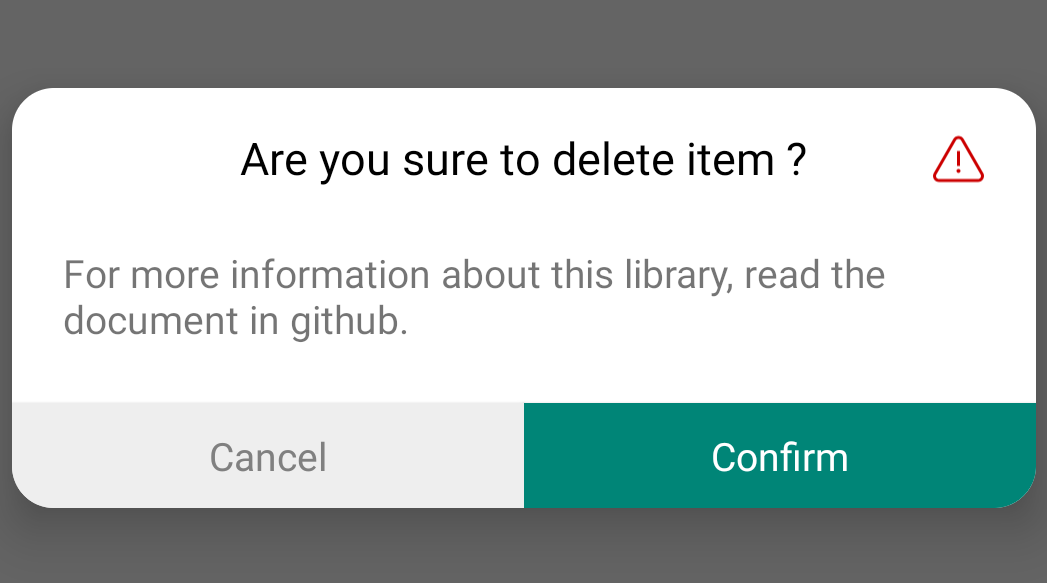 Are you sure to delete item ?
For more information about this library, read the
document in github.
Cancel
Confirm